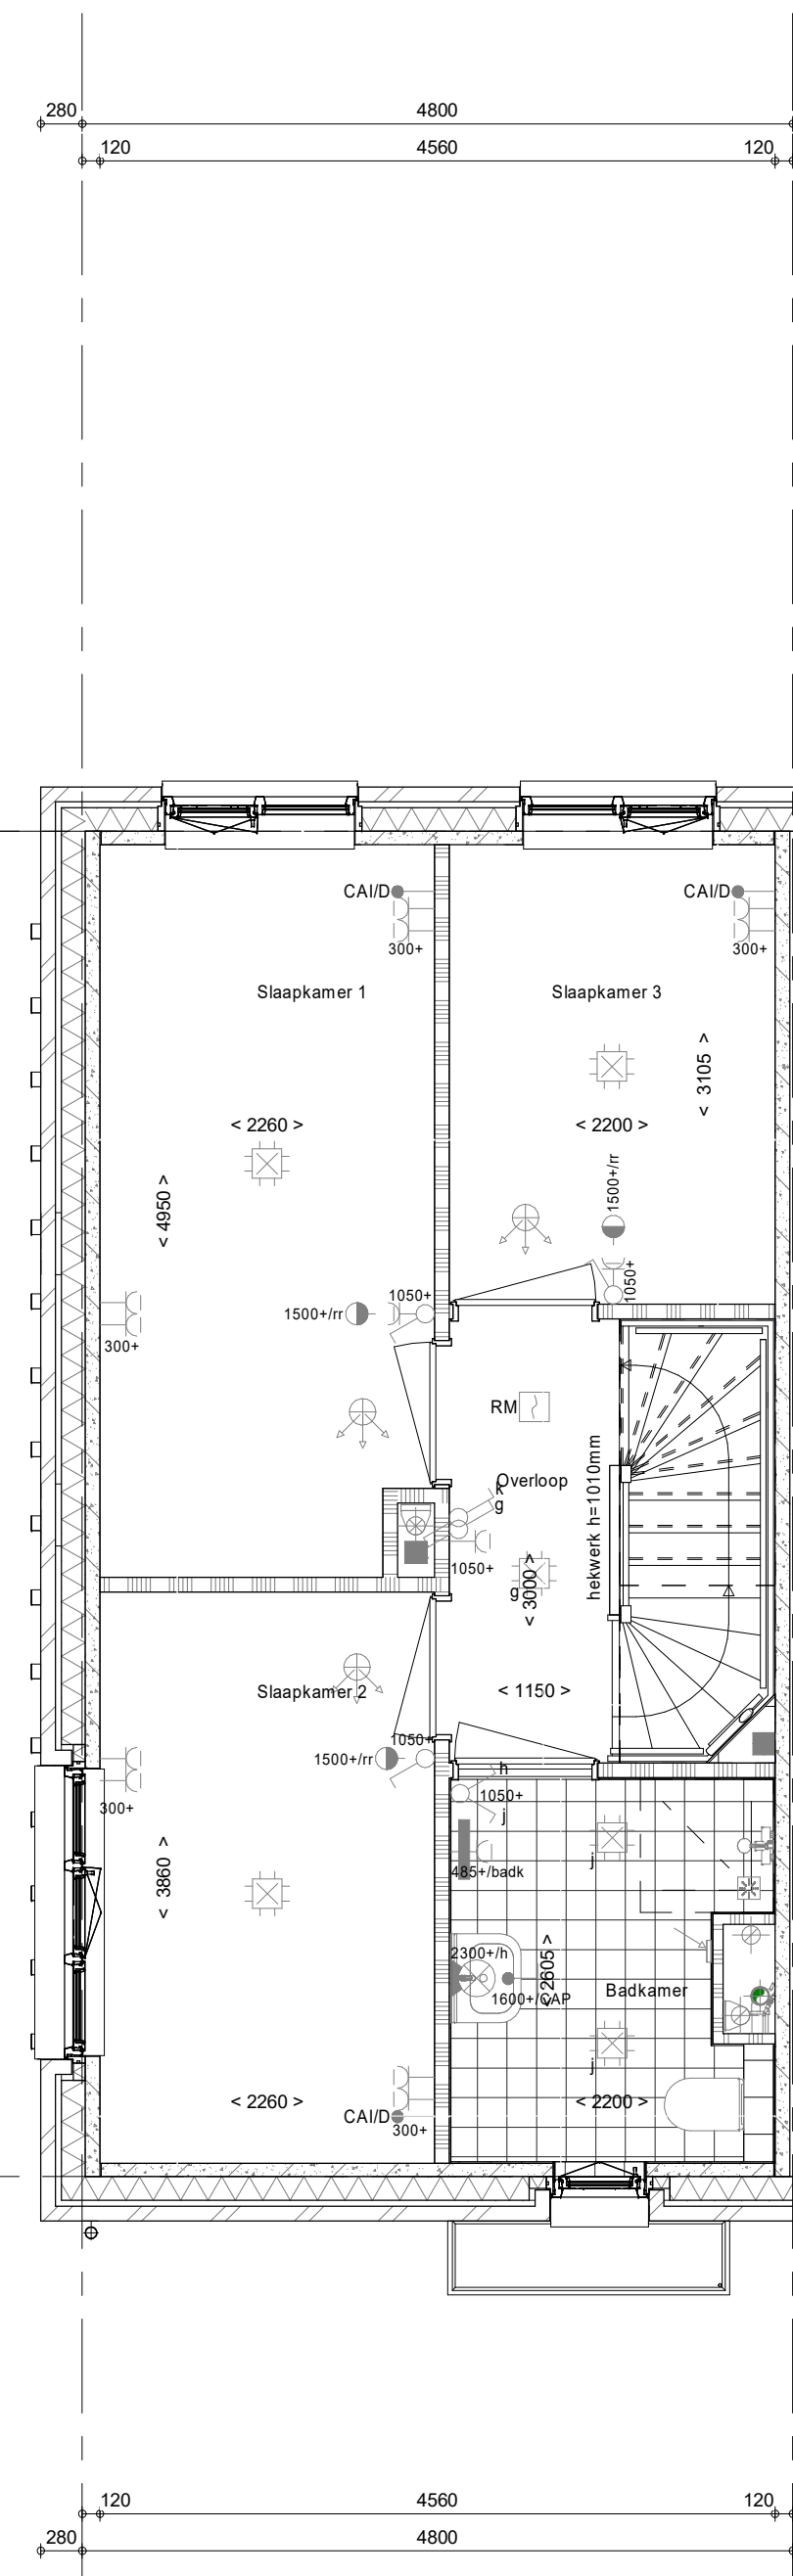 280 4800
120 4560 120
CAI/D CAI/D
300+ 300+
Slaapkamer 1 Slaapkamer 3
< 3105 >
< 2260 > < 2200 >
< 4950 >
1500+/rr
1050+
1500+/rr 1050+
300+
RM
Overloop
hekwerk h=1010mm
k
g
1050+
g
< 3000 >
Slaapkamer 2
< 1150 >
1050+
1500+/rr
h
1050+
300+
j
j
485+/badk
< 3860 >
2300+/h
< 2605 >
Badkamer
1600+/CAP
j
< 2260 > < 2200 >
CAI/D
300+
120 4560 120
280 4800